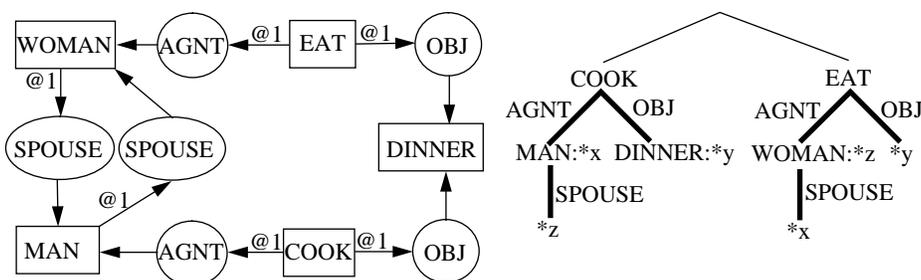 WOMAN AGNT @1 EAT @1 OBJ
@1
SPOUSE SPOUSE DINNER
@1
MAN AGNT @1 COOK @1 OBJ
COOK EAT
AGNT OBJ AGNT OBJ
MAN:*x DINNER:*y WOMAN:*z *y
SPOUSE SPOUSE
*z *x